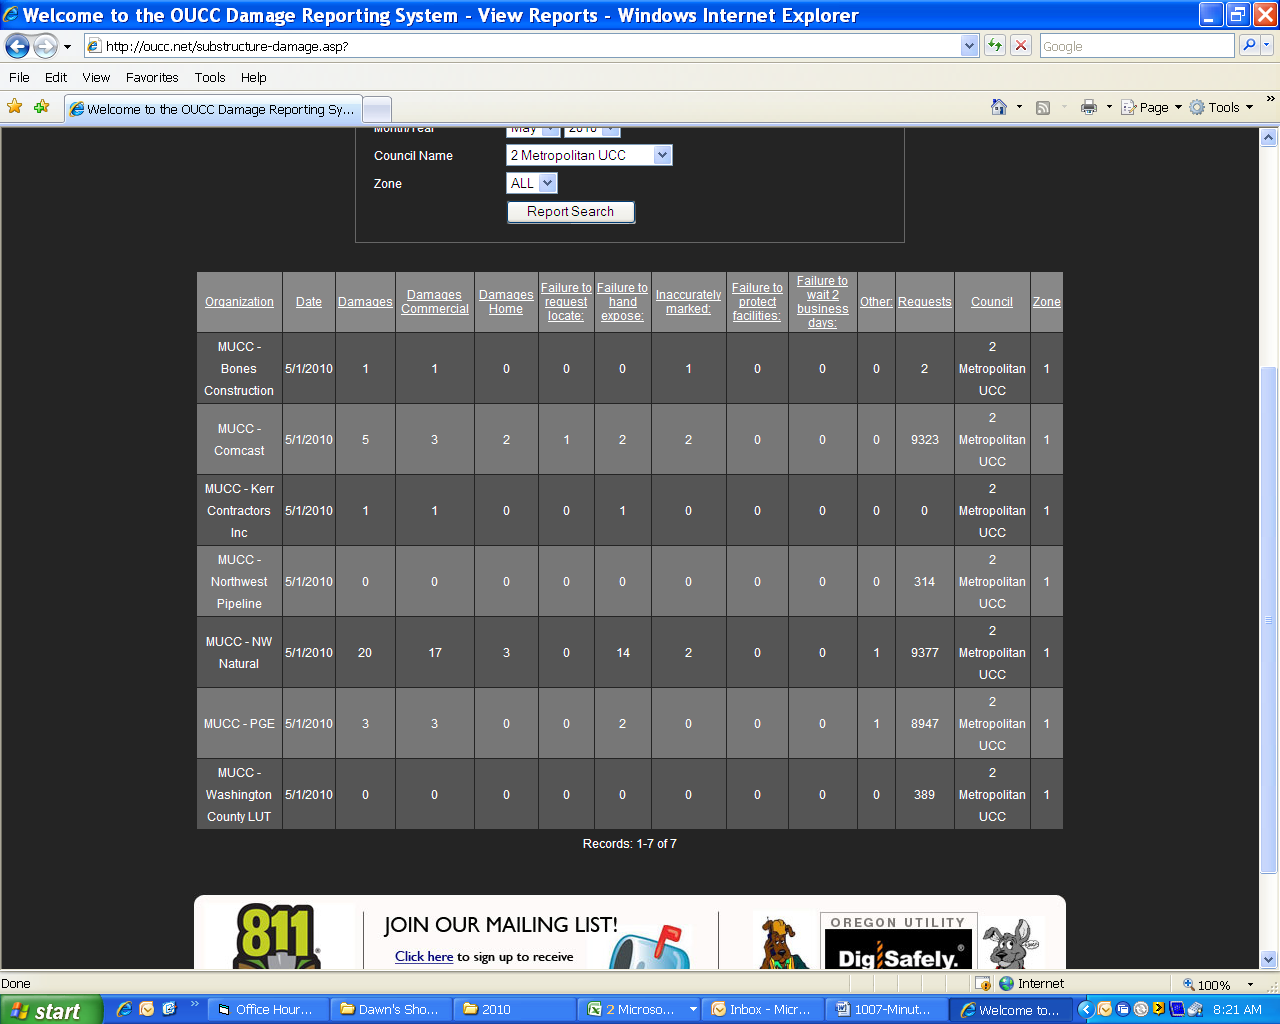 Welcome to the OUCC Damage Reporting System - View Reports - Windows Internet Explorer
http://oucc.net/substructure-damage.asp?
Google
File Edit View Favorites Tools Help
Welcome to the OUCC Damage Reporting Sy...
Page Tools
Month/Year May 2010
Council Name 2 Metropolitan UCC
Zone ALL
Report Search
Organization Date Damages Damages Commercial Damages Home Failure to request locate: Failure to hand expose: Inaccurately marked: Failure to protect facilities: Failure to wait 2 business days: Other: Requests Council Zone
MUCC - Bones Construction 5/1/2010 1 1 0 0 0 1 0 0 0 2 2 Metropolitan UCC 1
MUCC - Comcast 5/1/2010 5 3 2 1 2 2 0 0 0 9323 2 Metropolitan UCC 1
MUCC - Kerr Contractors Inc 5/1/2010 1 1 0 0 1 0 0 0 0 0 2 Metropolitan UCC 1
MUCC - Northwest Pipeline 5/1/2010 0 0 0 0 0 0 0 0 0 314 2 Metropolitan UCC 1
MUCC - NW Natural 5/1/2010 20 17 3 0 14 2 0 0 1 9377 2 Metropolitan UCC 1
MUCC - PGE 5/1/2010 3 3 0 0 2 0 0 0 1 8947 2 Metropolitan UCC 1
MUCC - Washington County LUT 5/1/2010 0 0 0 0 0 0 0 0 0 389 2 Metropolitan UCC 1
Records: 1-7 of 7
811
JOIN OUR MAILING LIST!
Click here to sign up to receive
OREGON UTILITY
Dig Safely.
Done
Internet
100%
start
Office Hour...
Dawn's Sho...
2010
2 Microso...
Inbox - Micr...
1007-Minut...
Welcome to...
8:21 AM